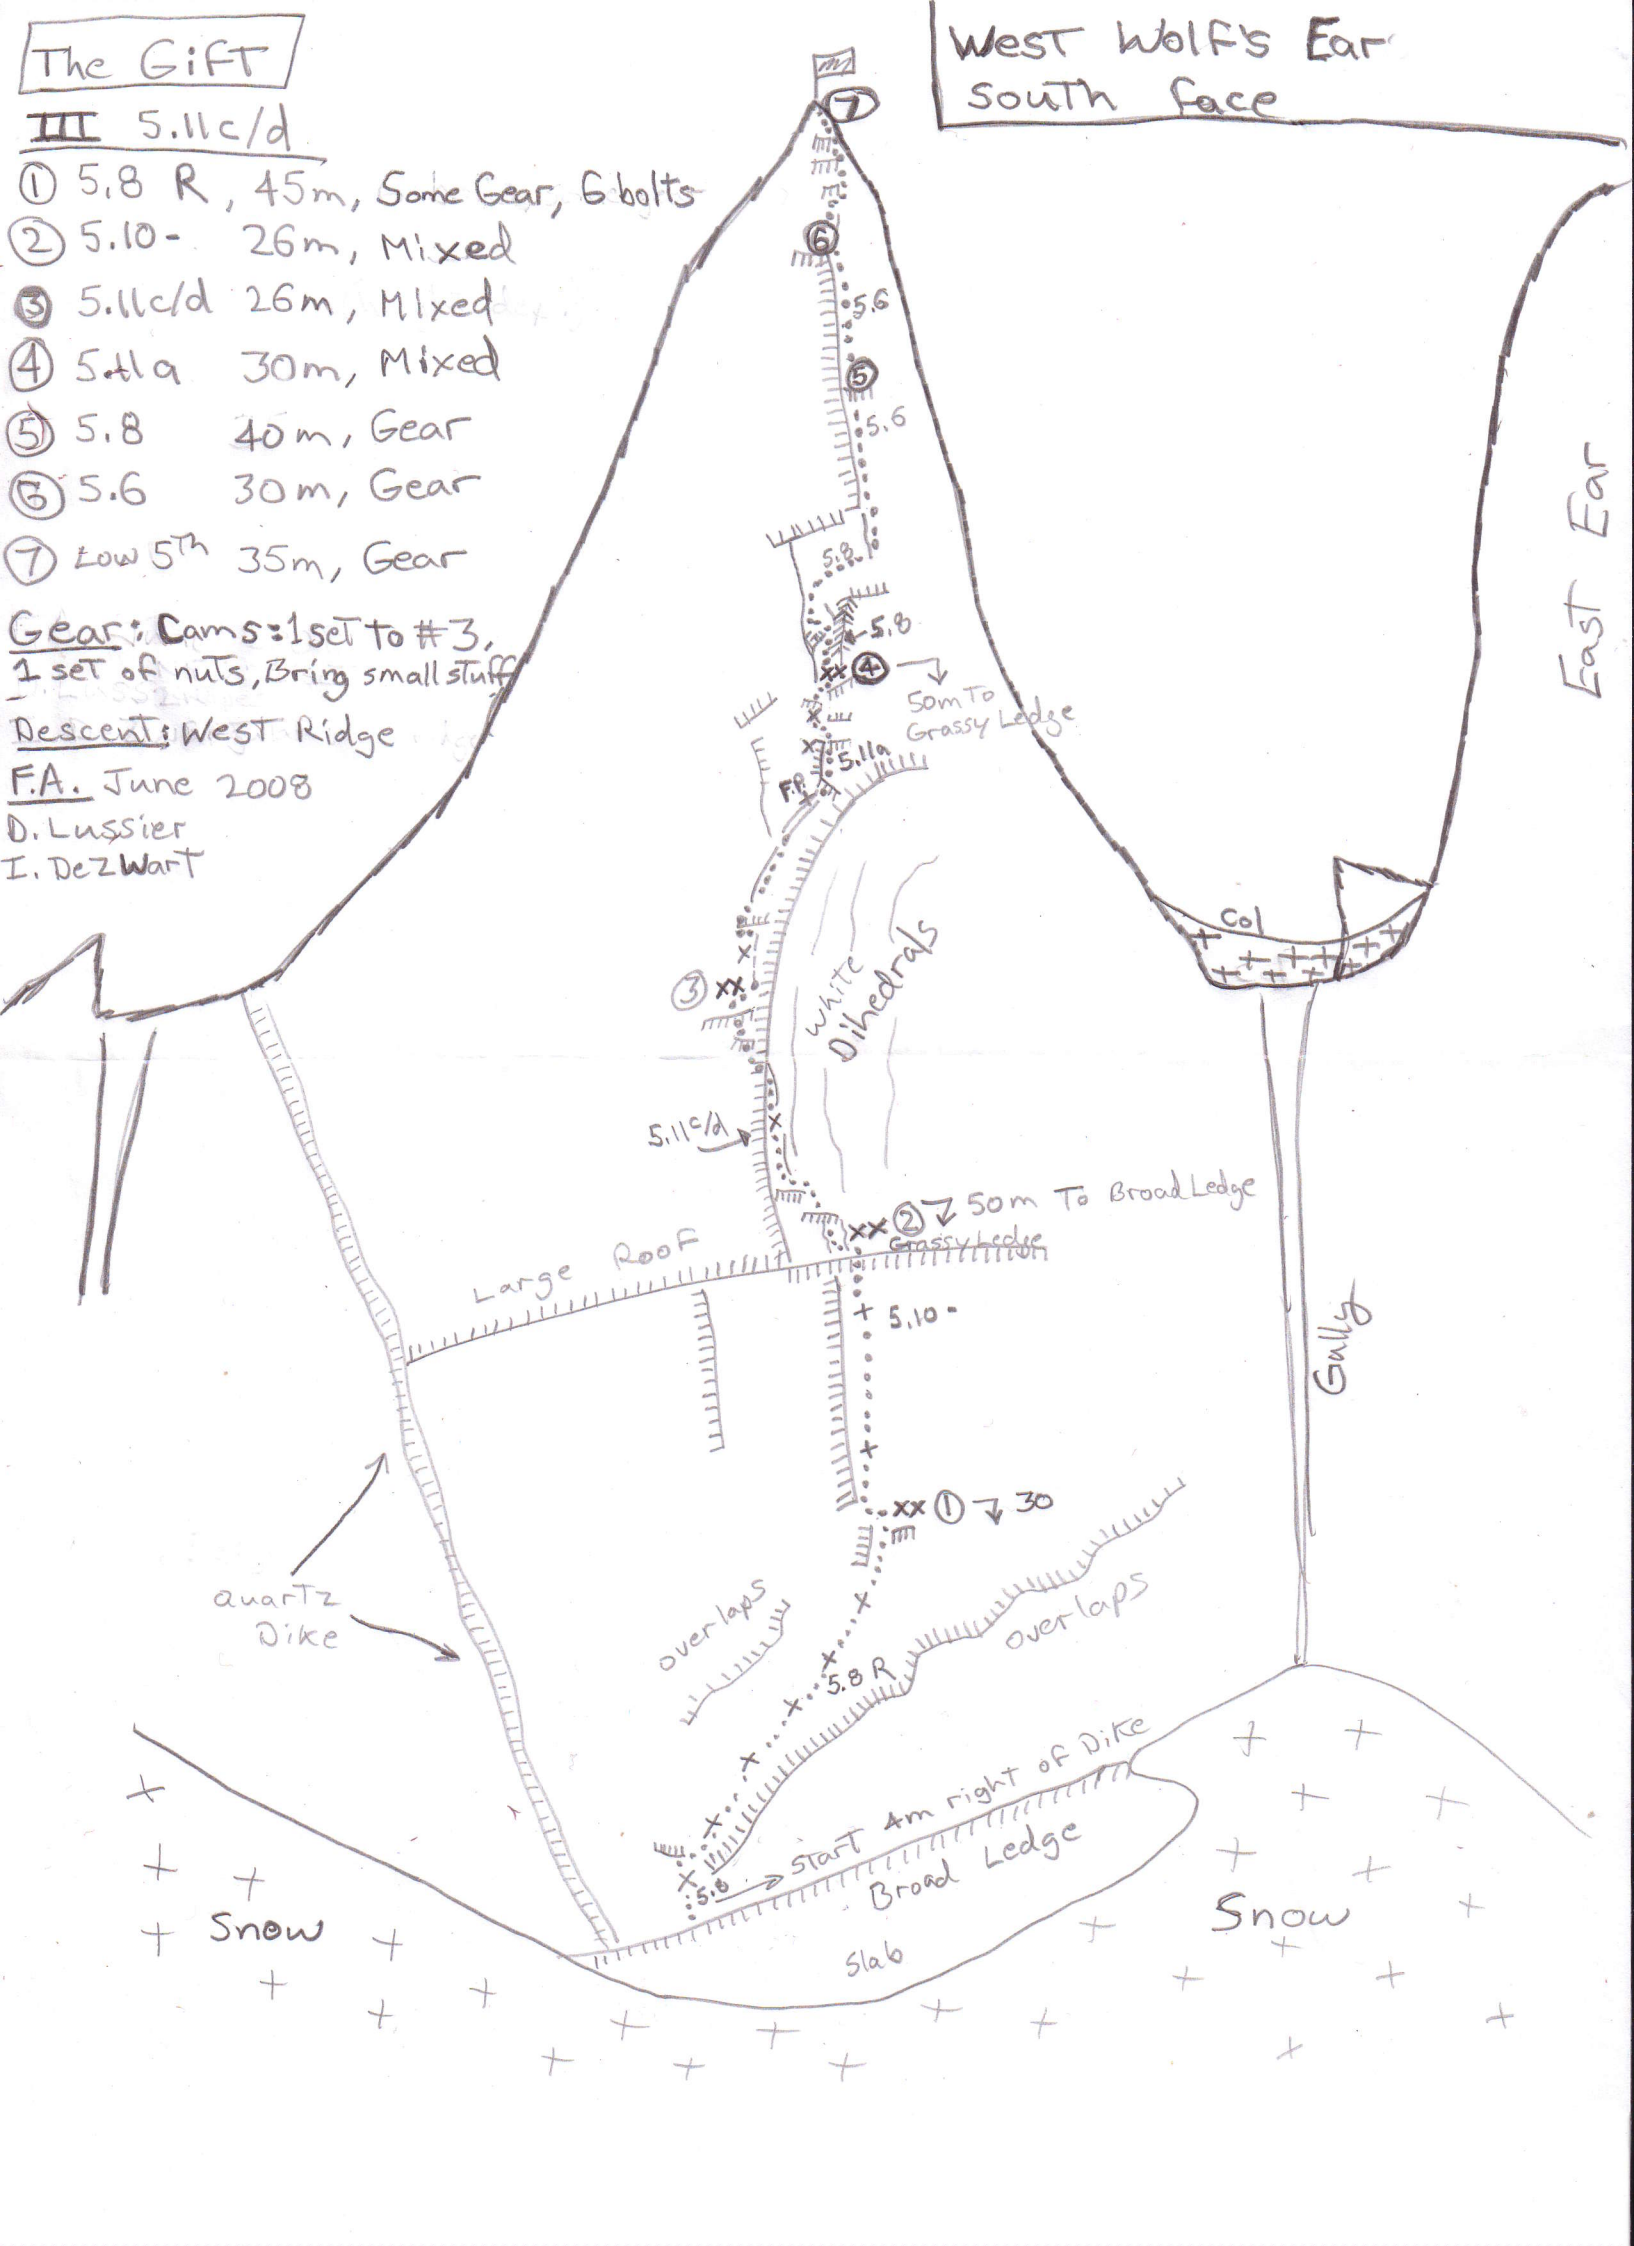 The Gift
III 5.11c/d
① 5.8 R, 45m, Some Gear, 6 bolts
② 5.10- 26m, Mixed
③ 5.11c/d 26m, Mixed
④ 5.11a 30m, Mixed
⑤ 5.8 40m, Gear
⑥ 5.6 30m, Gear
⑦ Low 5Th 35m, Gear
Gear: Cams: 1 set to #3,
1 set of nuts, Bring small stuff
Descent: West Ridge
F.A. June 2008
D. Lussier
I. DeZwart
West Wolf's Ear
South face
7
6
5.6
5
5.6
East Ear
5.8
5.8
xx 4
50m To
Grassy Ledge
5.11a
F.P.
Col
White
Dihedrals
3 xx
5.11c/d
xx 2 50m To Broad Ledge
Grassy Ledge
Large Roof
5.10-
Gully
xx 1 30
Quartz
Dike
overlaps
overlaps
5.8 R
5.8
Start 4m right of Dike
Broad Ledge
Slab
Snow
Snow